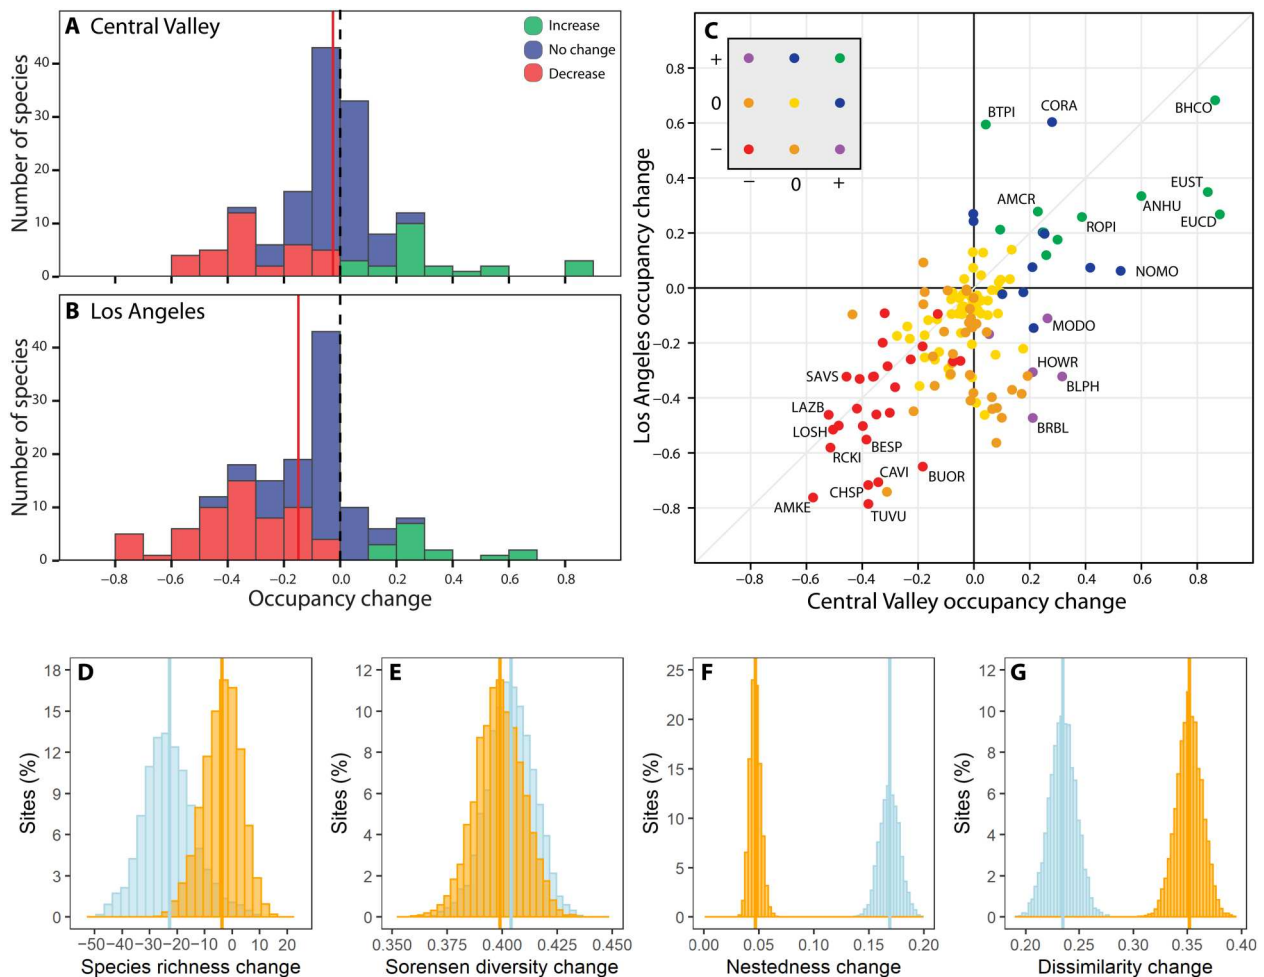 A Central Valley
Increase
No change
Decrease
Number of species
40
30
20
10
0
B Los Angeles
Number of species
40
30
20
10
0
−0.8 −0.6 −0.4 −0.2 0.0 0.2 0.4 0.6 0.8
Occupancy change
C
+
0
−
− 0 +
Los Angeles occupancy change
0.8
0.6
0.4
0.2
0.0
−0.2
−0.4
−0.6
−0.8
BTPI
CORA
BHCO
EUST
AMCR
ANHU
ROPI
EUCD
NOMO
MODO
HOWR
SAVS
BLPH
LAZB
BRBL
LOSH
BESP
RCKI
CAVI
BUOR
CHSP
AMKE
TUVU
−0.8 −0.6 −0.4 −0.2 0.0 0.2 0.4 0.6 0.8
Central Valley occupancy change
D
Sites (%)
18
15
12
9
6
3
0
−50 −40 −30 −20 −10 0 10 20
Species richness change
E
Sites (%)
12
10
8
6
4
2
0
0.350 0.375 0.400 0.425 0.450
Sorensen diversity change
F
Sites (%)
25
20
15
10
5
0
0.00 0.05 0.10 0.15 0.20
Nestedness change
G
Sites (%)
12
10
8
6
4
2
0
0.20 0.25 0.30 0.35 0.40
Dissimilarity change